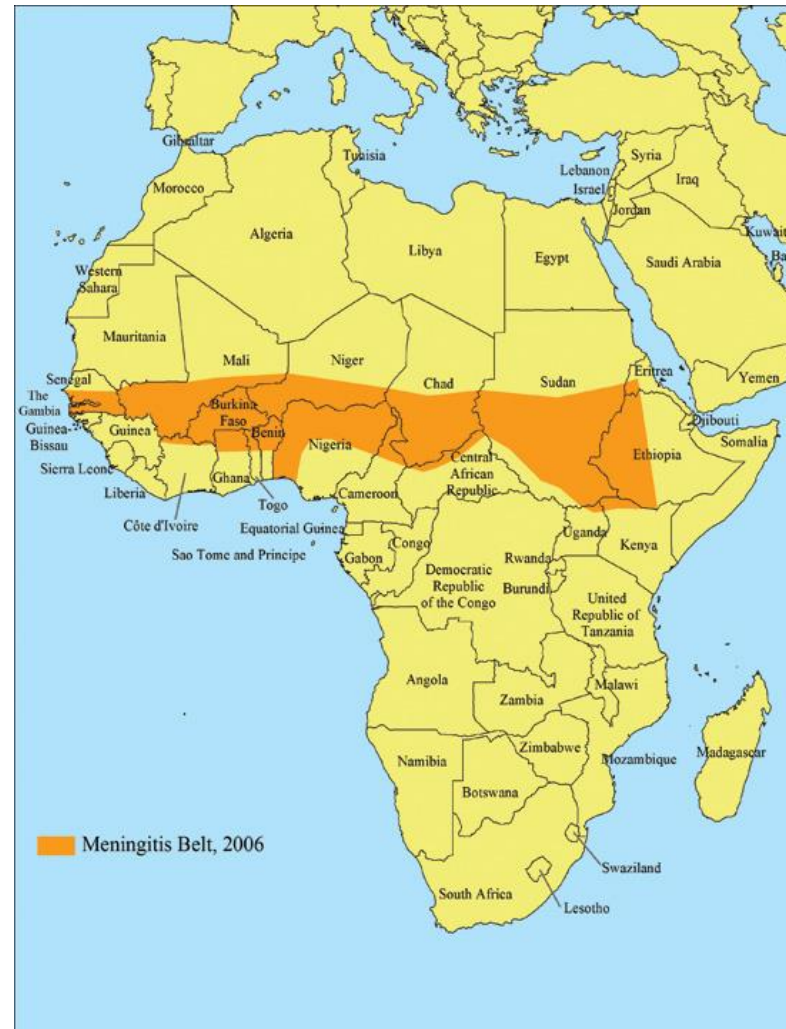 Gibraltar
Tunisia
Syria
Lebanon
Iraq
Morocco
Israel
Jordan
Algeria
Kuwait
Libya
Egypt
Ba
Western
Sahara
Saudi Arabia
Mauritania
Mali
Niger
Chad
Sudan
Eritrea
Yemen
Senegal
The
Gambia
Burkina
Faso
Djibouti
Guinea-
Bissau
Guinea
Benin
Nigeria
Somalia
Ethiopia
Sierra Leone
Ghana
Central
African
Republic
Liberia
Togo
Cameroon
Côte d'Ivoire
Equatorial Guinea
Uganda
Sao Tome and Principe
Gabon
Congo
Kenya
Rwanda
Democratic
Republic
of the Congo
Burundi
United
Republic of
Tanzania
Angola
Malawi
Zambia
Zimbabwe
Madagascar
Namibia
Mozambique
Botswana
Meningitis Belt, 2006
Swaziland
South Africa
Lesotho